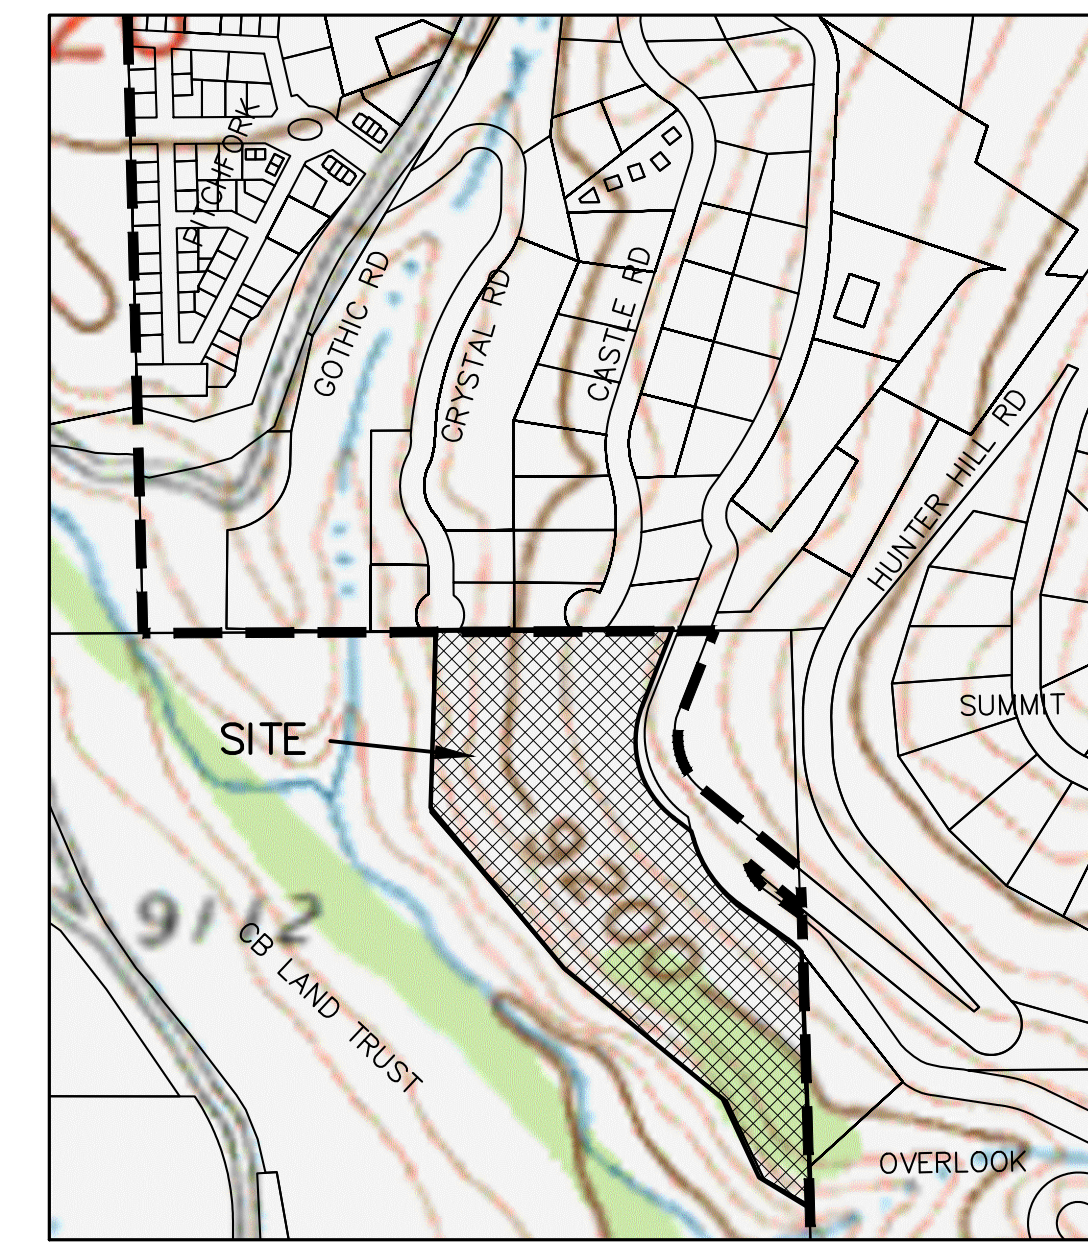 PITCHFORK
GOTHIC RD
CRYSTAL RD
CASTLE RD
HUNTER HILL RD
SUMMIT
SITE
9200
9112
CB LAND TRUST
OVERLOOK